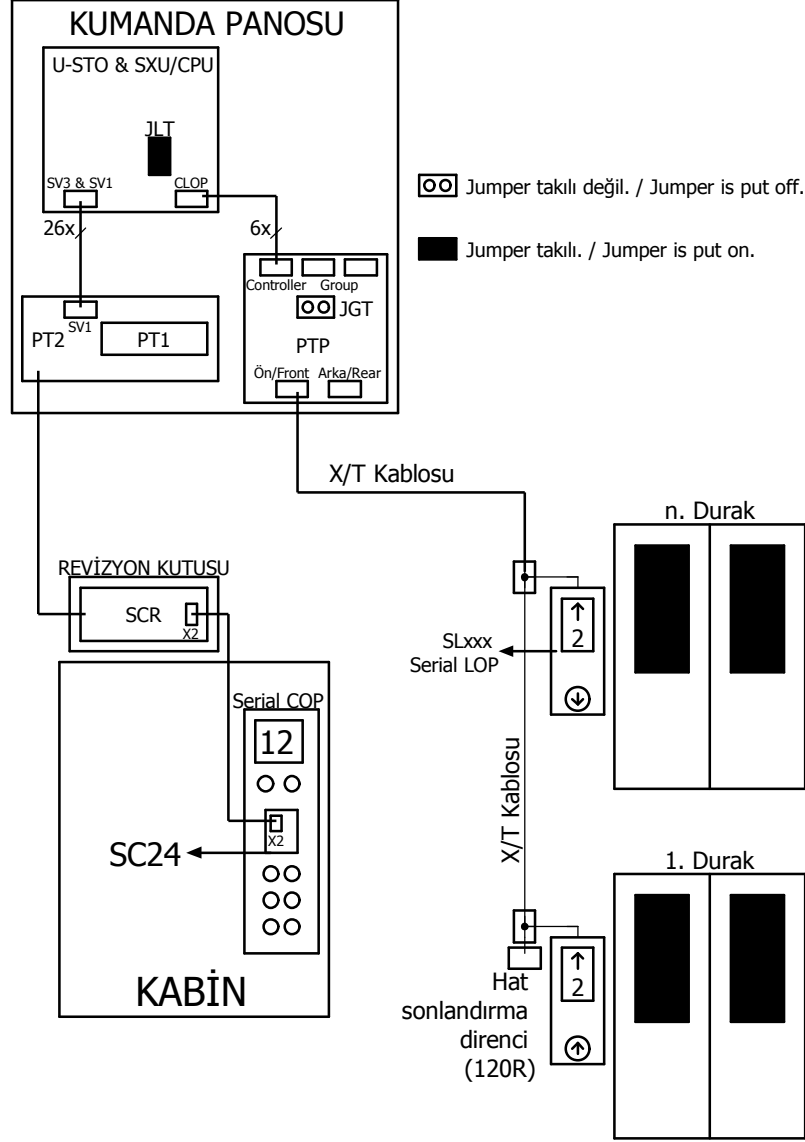 KUMANDA PANOSU
U-STO & SXU/CPU
JLT
SV3 & SV1
CLOP
26x
6x
Jumper takılı değil. / Jumper is put off.
Jumper takılı. / Jumper is put on.
Controller
Group
JGT
SV1
PT2
PT1
PTP
Ön/Front
Arka/Rear
X/T Kablosu
n. Durak
REVİZYON KUTUSU
SCR
X2
2
SLxxx
Serial LOP
Serial COP
12
X/T Kablosu
X2
SC24
1. Durak
KABİN
2
Hat
sonlandırma
direnci
(120R)